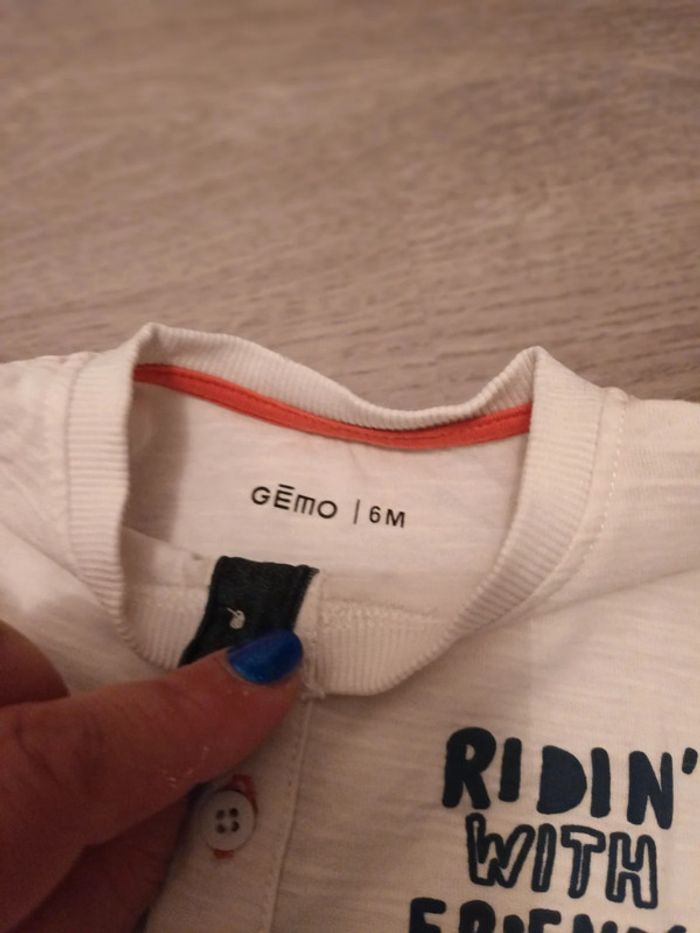 GēMO | 6M
RIDIN'
WITH